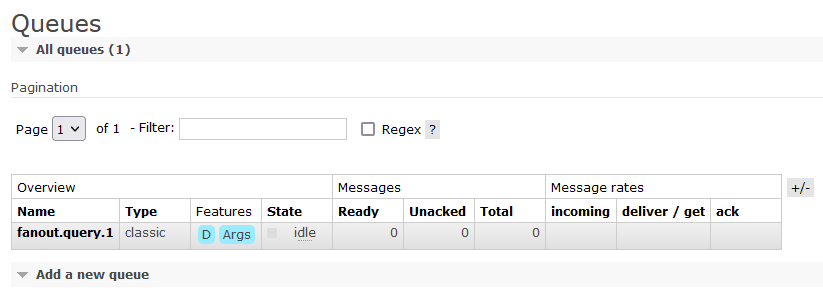 Queues
All queues (1)
Pagination
Page 1 of 1 - Filter: Regex ?
Overview Messages Message rates +/-
Name Type Features State Ready Unacked Total incoming deliver / get ack
fanout.query.1 classic D Args idle 0 0 0
Add a new queue